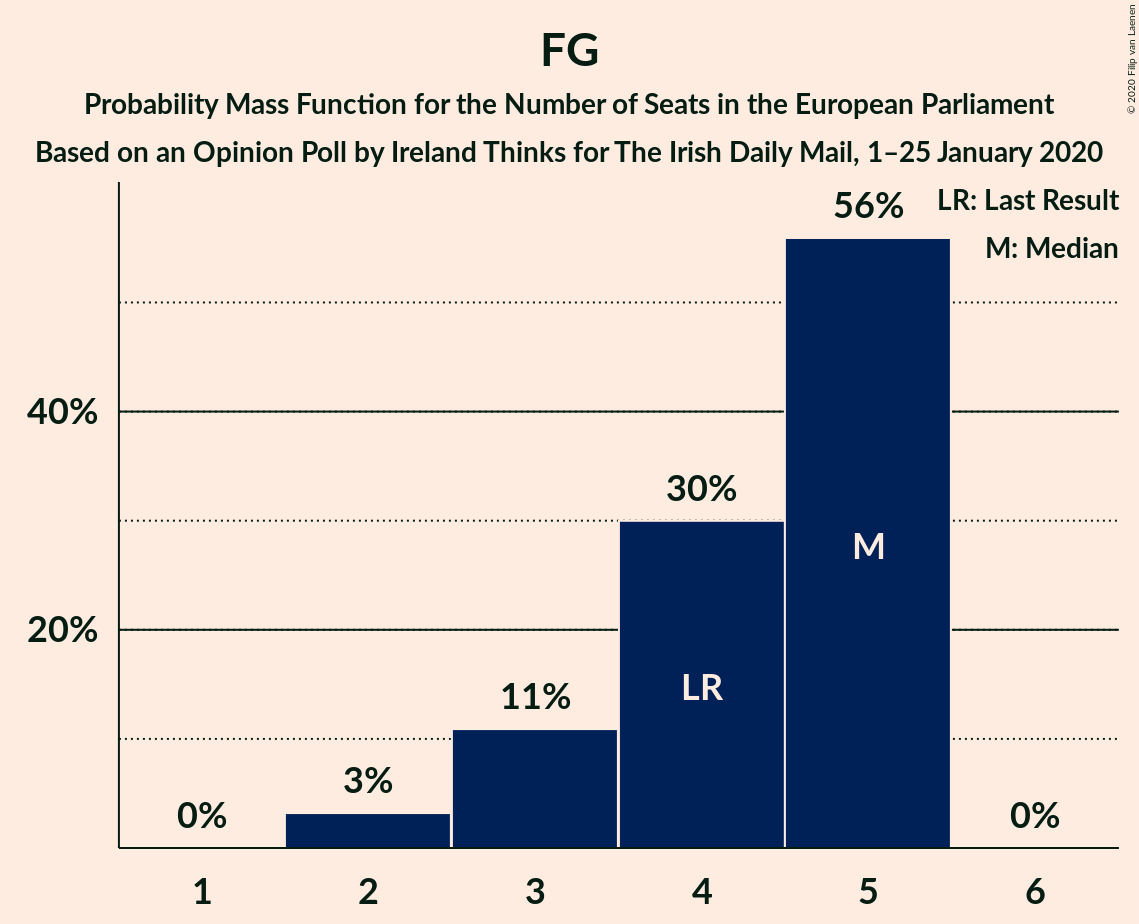 FG
Probability Mass Function for the Number of Seats in the European Parliament
Based on an Opinion Poll by Ireland Thinks for The Irish Daily Mail, 1–25 January 2020
© 2020 Filip van Laenen
LR: Last Result
M: Median
56%
40%
30%
M
20%
LR
11%
3%
0%
0%
1 2 3 4 5 6